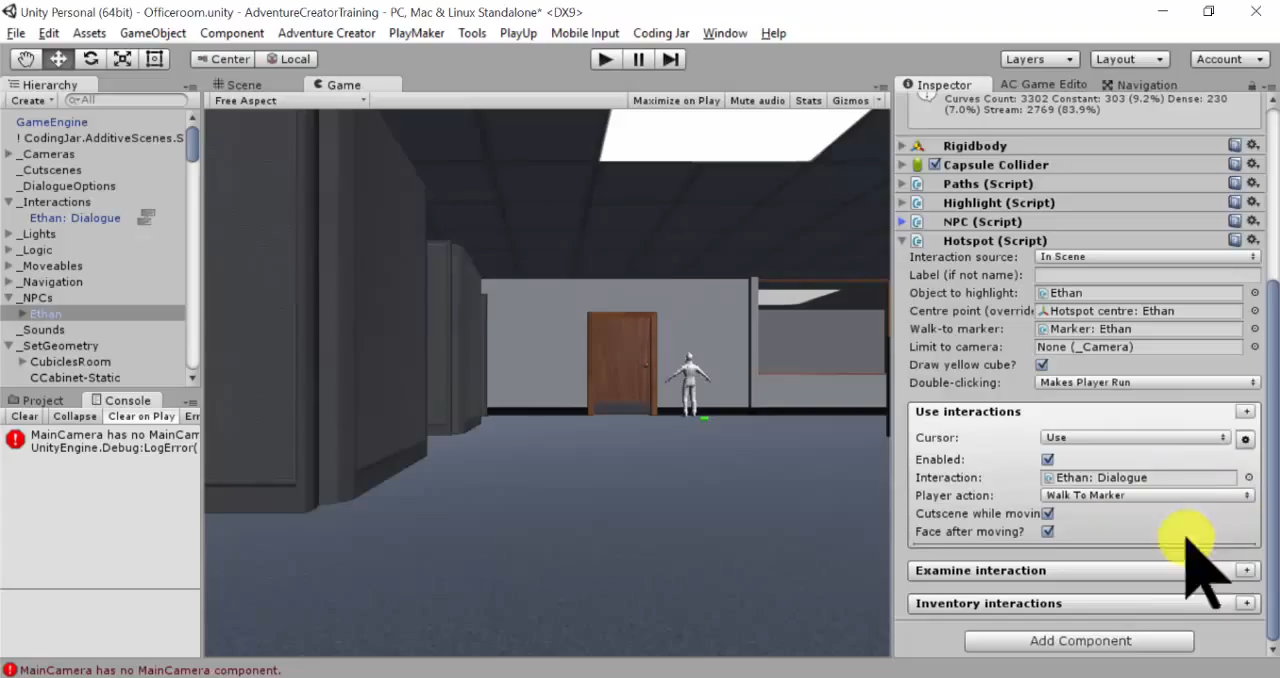 Unity Personal (64bit) - Officeroom.unity - AdventureCreatorTraining - PC, Mac & Linux Standalone* <DX9>
File Edit Assets GameObject Component Adventure Creator PlayMaker Tools PlayUp Mobile Input Coding Jar Window Help
Center Local Layers Layout Account
Hierarchy Scene Game Inspector AC Game Edito Navigation
Create All Free Aspect Maximize on Play Mute audio Stats Gizmos
Curves Count: 3302 Constant: 303 (9.2%) Dense: 230
(7.0%) Stream: 2769 (83.9%)
GameEngine
! CodingJar.AdditiveScenes.S
_Cameras
_Cutscenes
_DialogueOptions
_Interactions
Ethan: Dialogue
_Lights
_Logic
_Moveables
_Navigation
_NPCs
Ethan
_Sounds
_SetGeometry
CubiclesRoom
CCabinet-Static
Project Console
Clear Collapse Clear on Play Err
MainCamera has no MainCam
UnityEngine.Debug:LogError(
Rigidbody
Capsule Collider
Paths (Script)
Highlight (Script)
NPC (Script)
Hotspot (Script)
Interaction source: In Scene
Label (if not name):
Object to highlight: Ethan
Centre point (override Hotspot centre: Ethan
Walk-to marker: Marker: Ethan
Limit to camera: None (_Camera)
Draw yellow cube?
Double-clicking: Makes Player Run
Use interactions +
Cursor: Use
Enabled:
Interaction: Ethan: Dialogue
Player action: Walk To Marker
Cutscene while movin
Face after moving?
Examine interaction +
Inventory interactions +
Add Component
MainCamera has no MainCamera component.